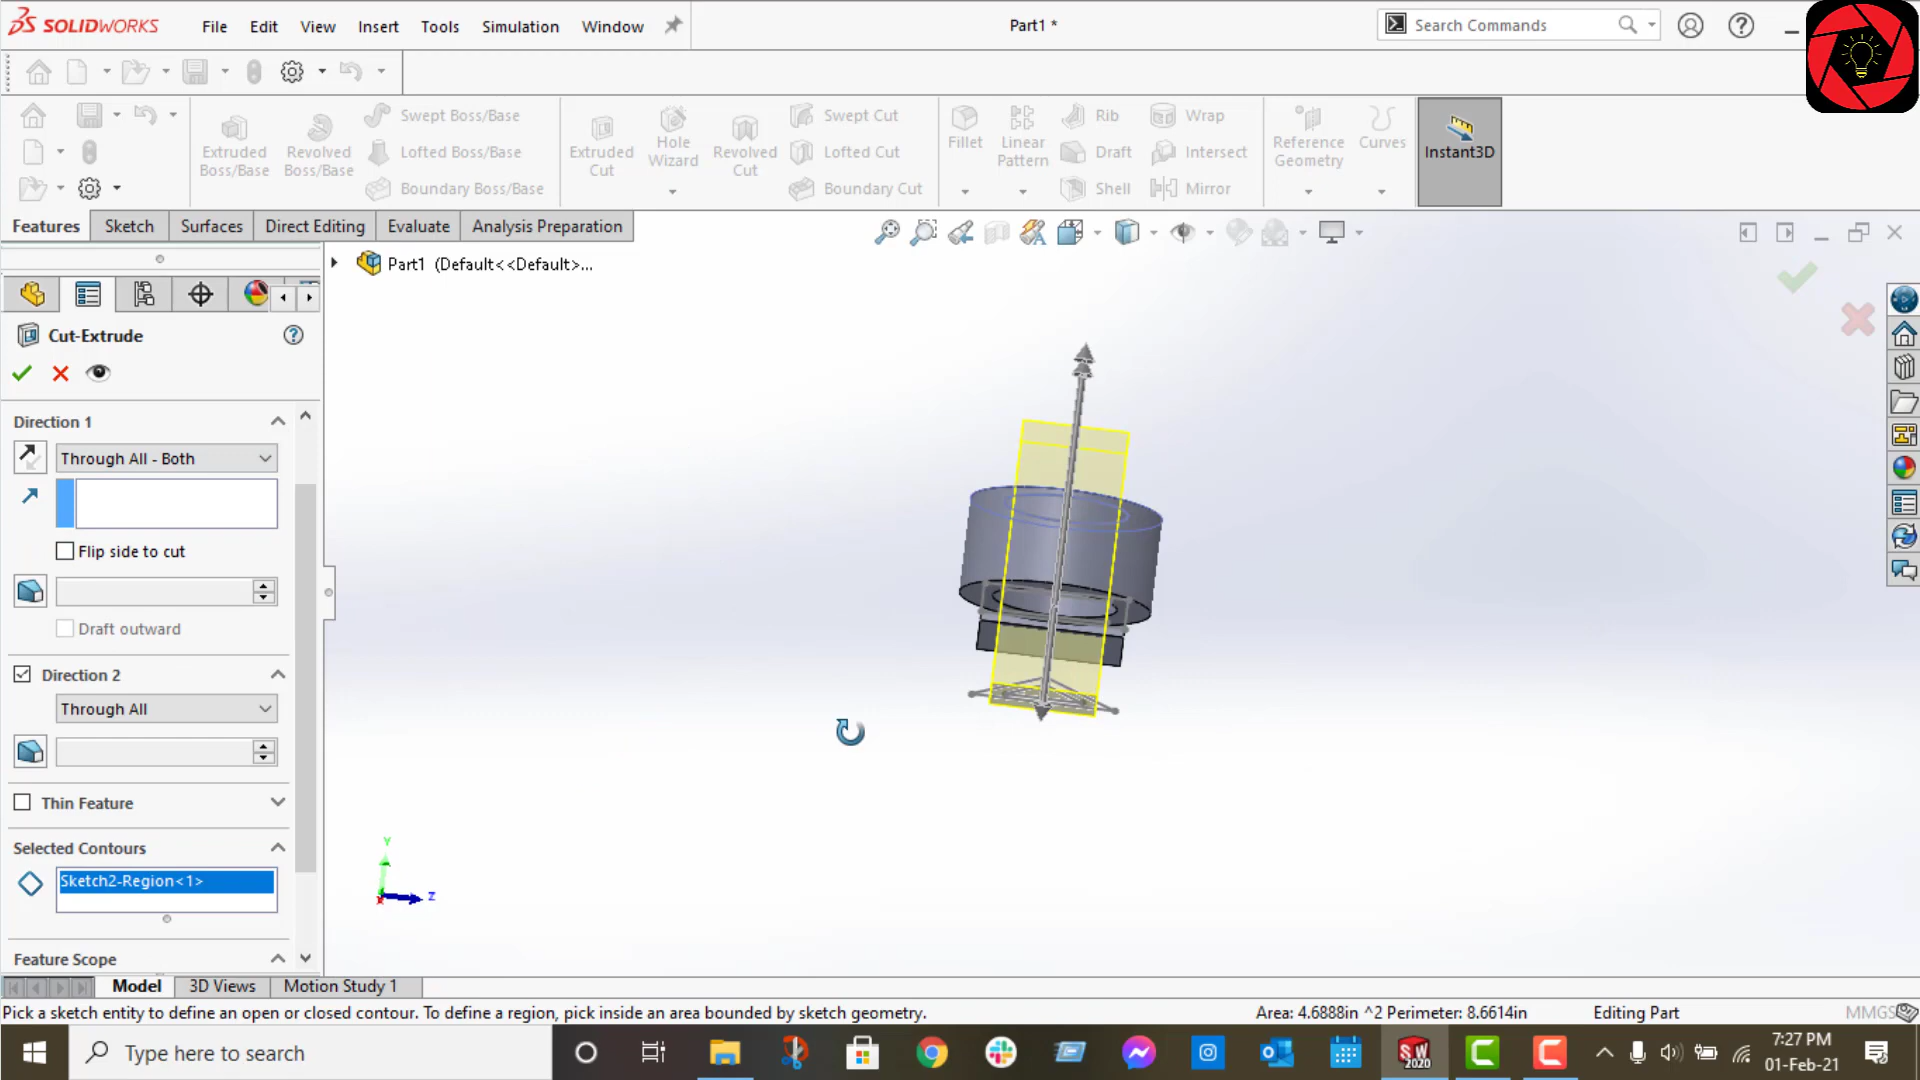 SOLIDWORKS File Edit View Insert Tools Simulation Window Part1 * Search Commands
Extruded Boss/Base Revolved Boss/Base Swept Boss/Base Lofted Boss/Base Boundary Boss/Base Extruded Cut Hole Wizard Revolved Cut Swept Cut Lofted Cut Boundary Cut Fillet Linear Pattern Rib Draft Shell Wrap Intersect Mirror Reference Geometry Curves Instant3D
Features Sketch Surfaces Direct Editing Evaluate Analysis Preparation
Part1 (Default<<Default>...
Cut-Extrude
Direction 1
Through All - Both
Flip side to cut
Draft outward
Direction 2
Through All
Thin Feature
Selected Contours
Sketch2-Region<1>
Feature Scope
Y
Z
Model 3D Views Motion Study 1
Pick a sketch entity to define an open or closed contour. To define a region, pick inside an area bounded by sketch geometry. Area: 4.6888in ^2 Perimeter: 8.6614in Editing Part MMGS
Type here to search
SW 2020
7:27 PM
01-Feb-21